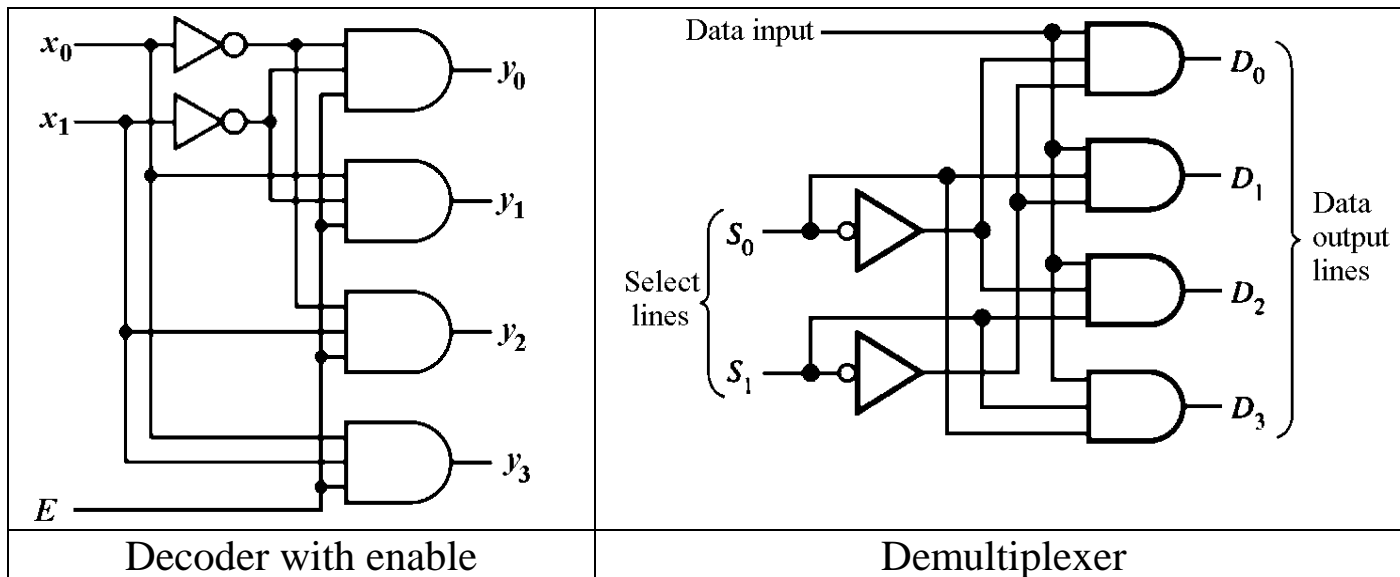 x0
x1
y0
y1
y2
y3
E
Decoder with enable
Data input
S0
S1
Select
lines
D0
D1
D2
D3
Data
output
lines
Demultiplexer